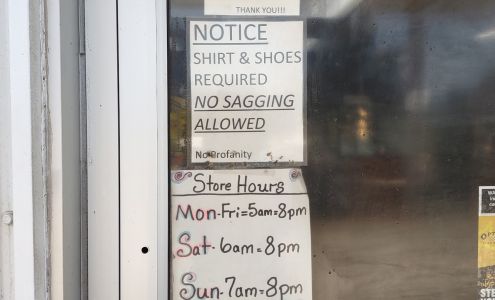 THANK YOU!!!
NOTICE
SHIRT & SHOES
REQUIRED
NO SAGGING
ALLOWED
No Profanity
Store Hours
Mon-Fri=5am=8pm
Sat-6am=8pm
Sun-7am=8pm